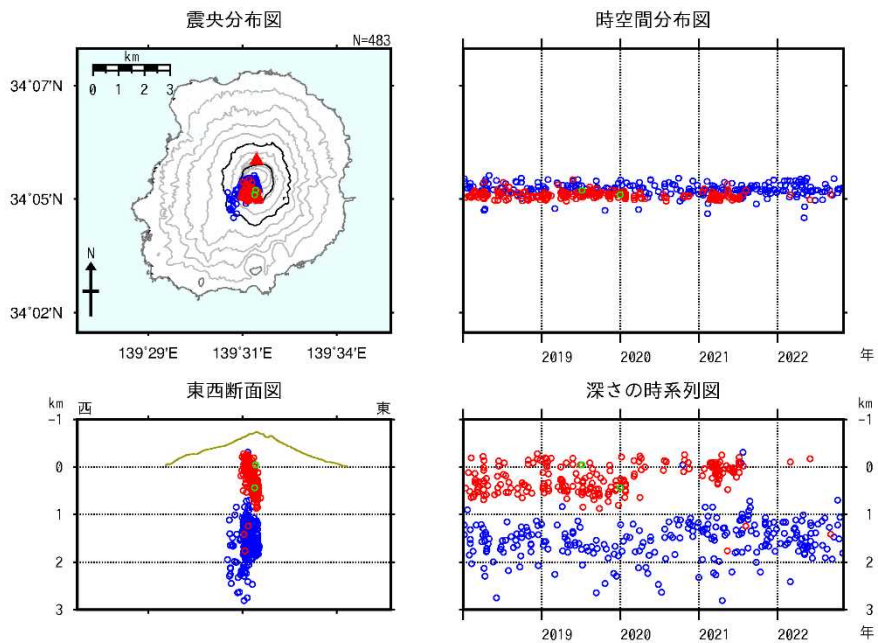 震央分布図
N=483
km
0 1 2 3
34°07'N
34°05'N
34°02'N
N
139°29'E 139°31'E 139°34'E
時空間分布図
2019 2020 2021 2022 年
東西断面図
km 西 東
-1
0
1
2
3
深さの時系列図
km
-1
0
1
2
3
2019 2020 2021 2022 年